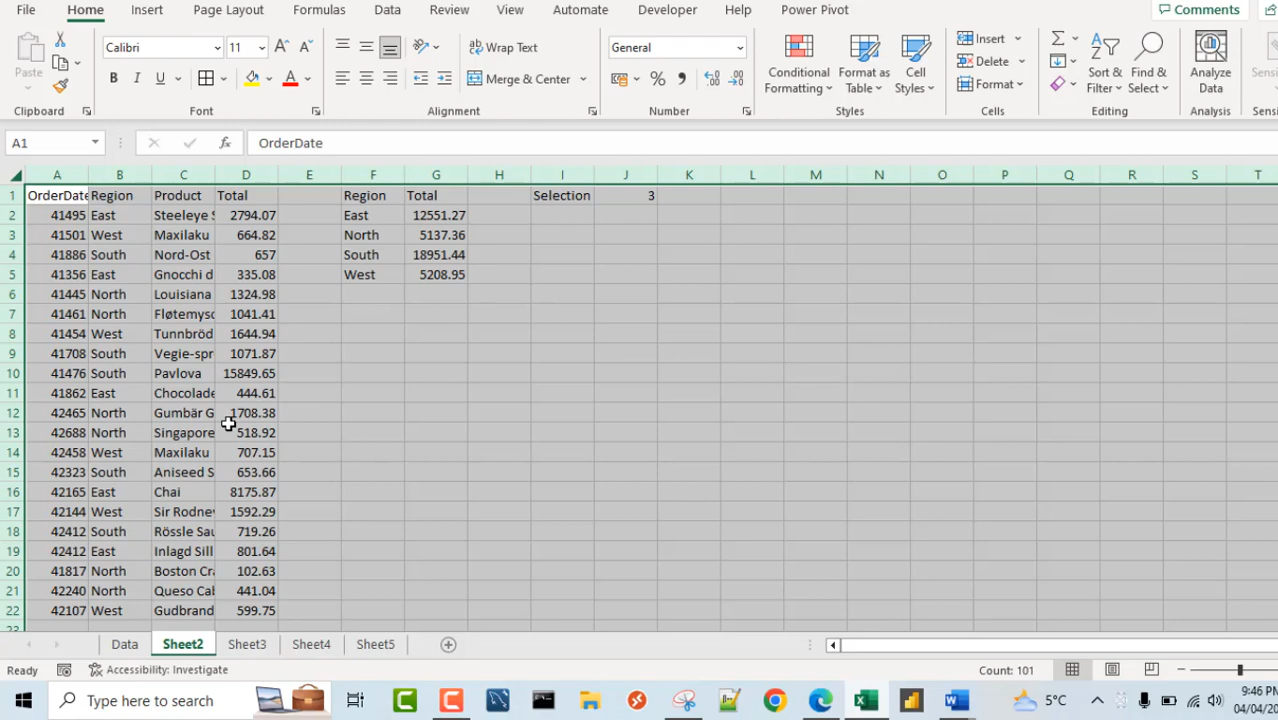 File Home Insert Page Layout Formulas Data Review View Automate Developer Help Power Pivot Comments
Calibri 11 Wrap Text General Insert
Paste B I U Merge & Center Conditional Formatting Format as Table Cell Styles Delete Format Sort & Filter Find & Select Analyze Data
Clipboard Font Alignment Number Styles Cells Editing Analysis
A1 fx OrderDate
A B C D E F G H I J K L M N O P Q R S T
1 OrderDate Region Product Total Region Total Selection 3
2 41495 East Steeleye S 2794.07 East 12551.27
3 41501 West Maxilaku 664.82 North 5137.36
4 41886 South Nord-Ost 657 South 18951.44
5 41356 East Gnocchi d 335.08 West 5208.95
6 41445 North Louisiana 1324.98
7 41461 North Fløtemyso 1041.41
8 41454 West Tunnbröd 1644.94
9 41708 South Vegie-spr 1071.87
10 41476 South Pavlova 15849.65
11 41862 East Chocolade 444.61
12 42465 North Gumbär G 1708.38
13 42688 North Singapore 518.92
14 42458 West Maxilaku 707.15
15 42323 South Aniseed S 653.66
16 42165 East Chai 8175.87
17 42144 West Sir Rodney 1592.29
18 42412 South Rössle Sau 719.26
19 42412 East Inlagd Sill 801.64
20 41817 North Boston Cra 102.63
21 42240 North Queso Cab 441.04
22 42107 West Gudbrand 599.75
Data Sheet2 Sheet3 Sheet4 Sheet5
Ready Accessibility: Investigate Count: 101
Type here to search 5°C 9:46 PM